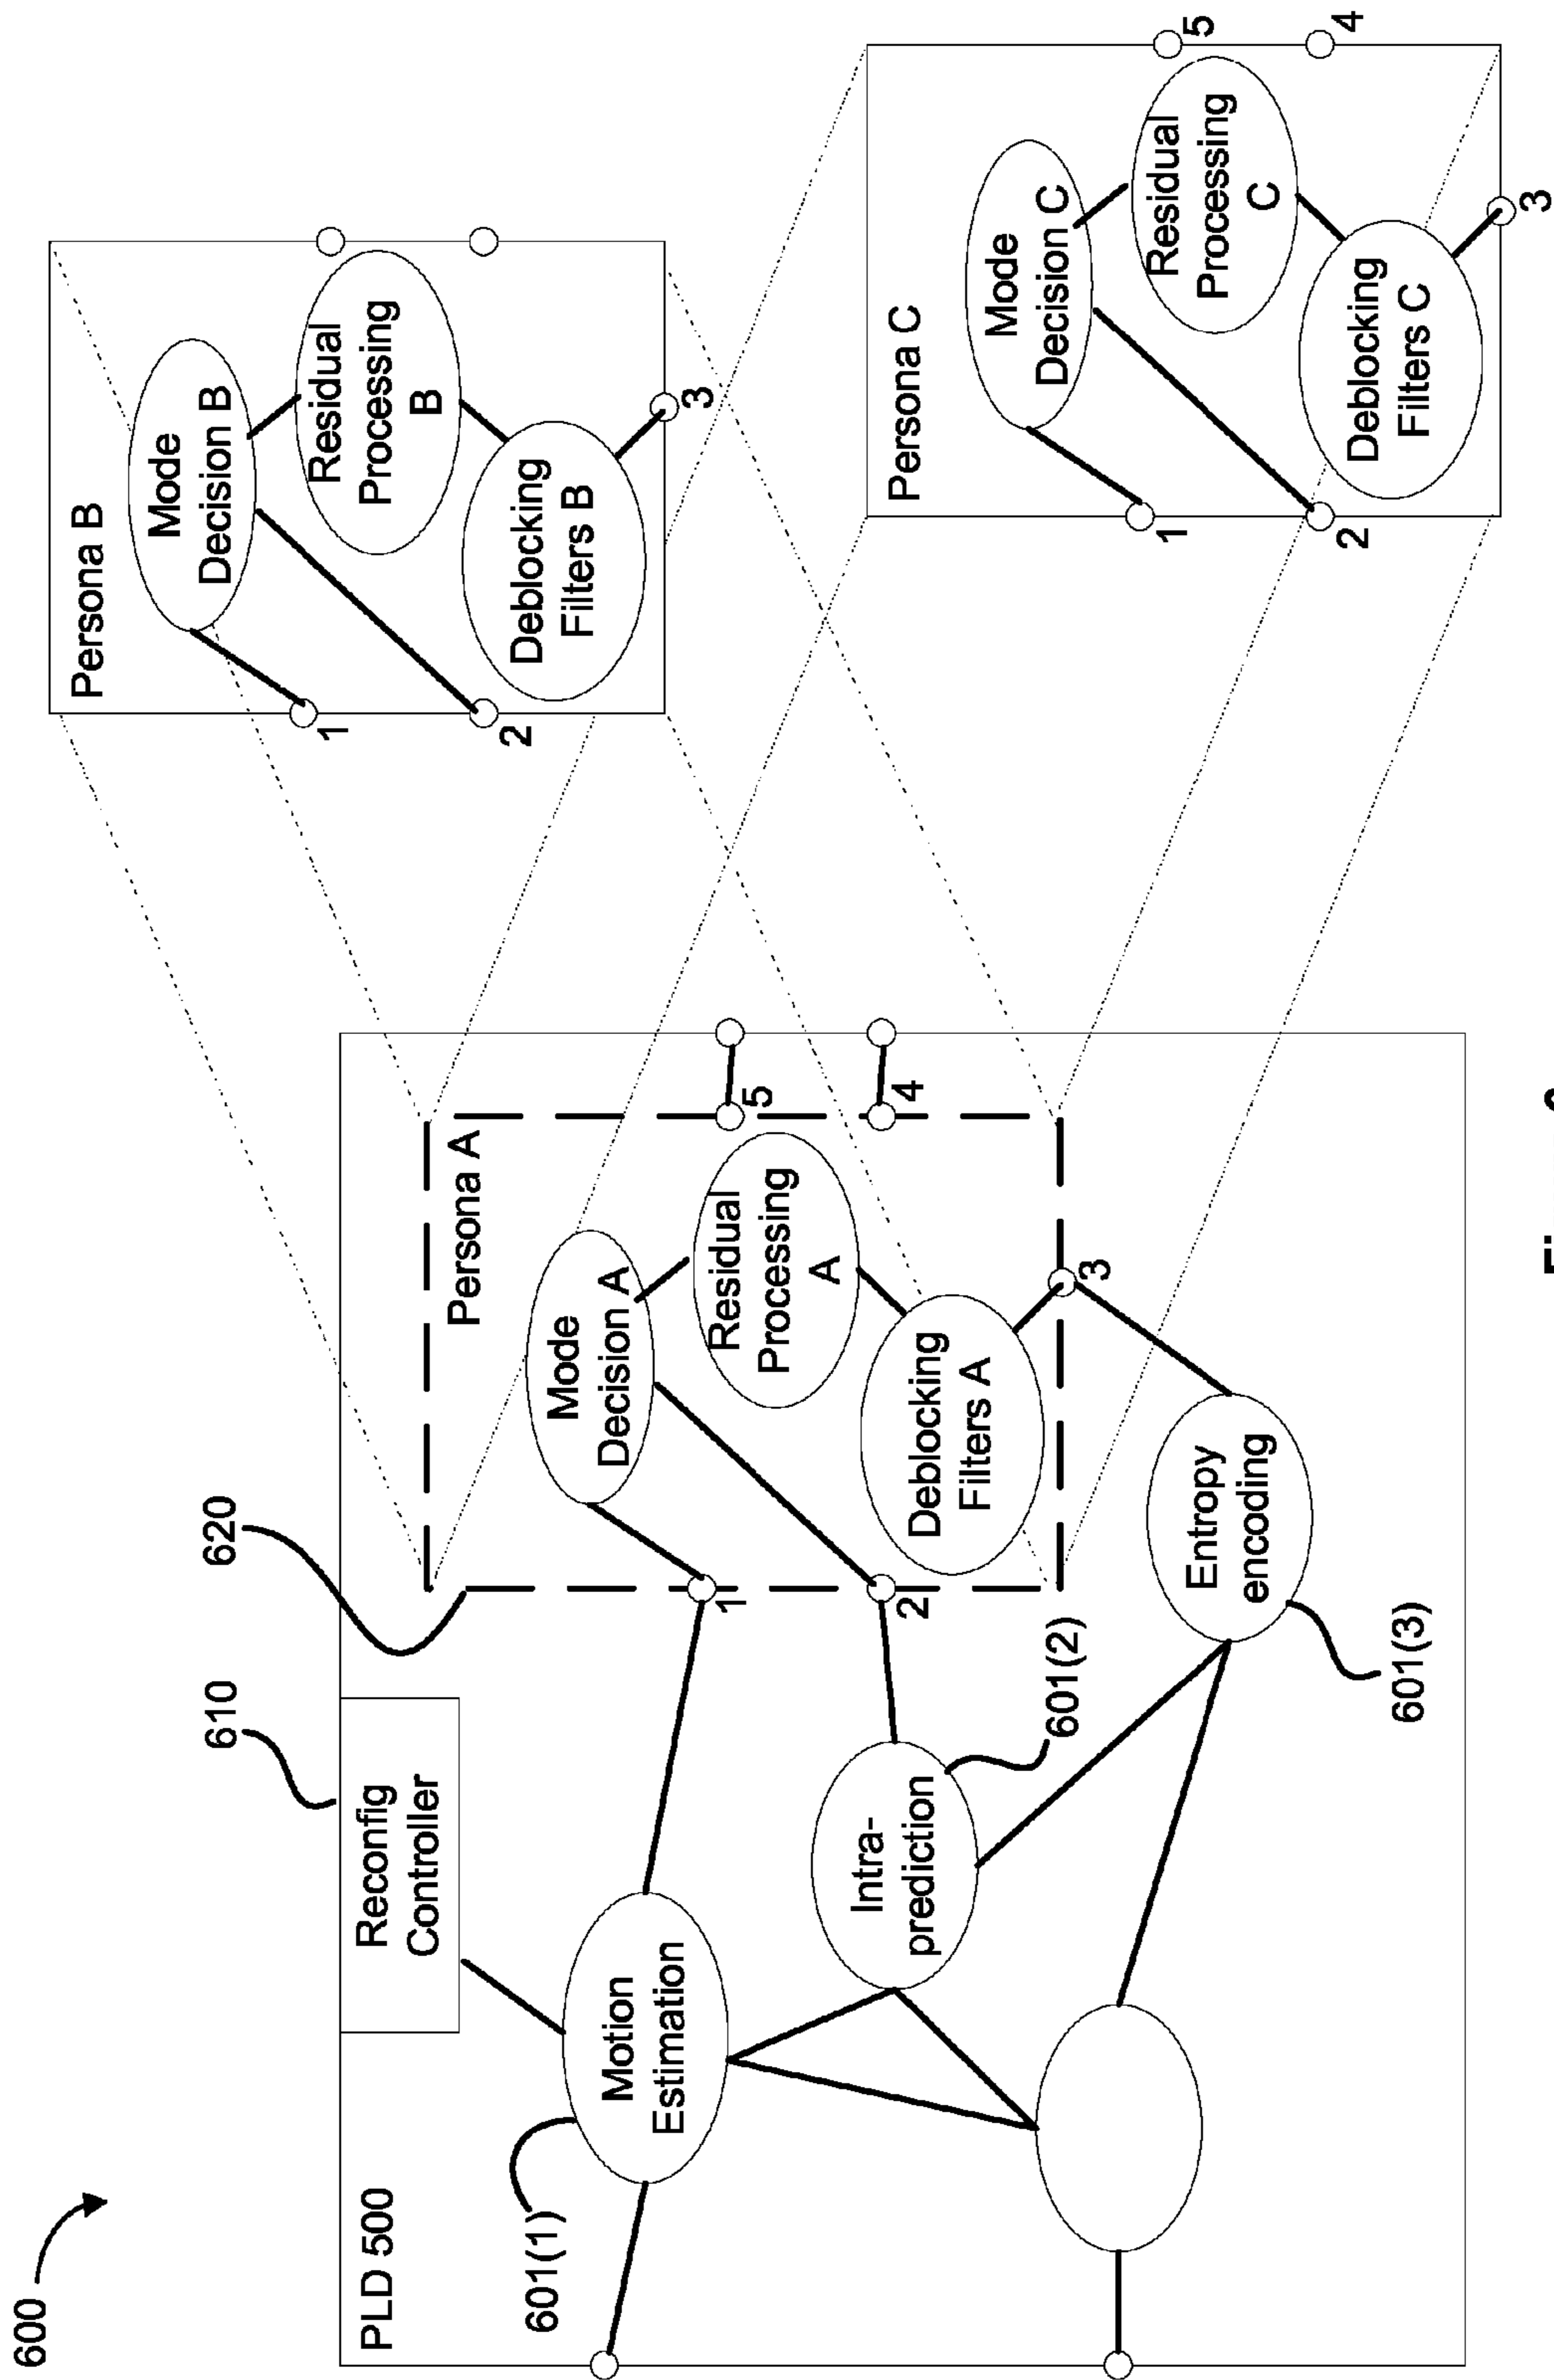 600
PLD 500
610
620
Reconfig
Controller
601(1)
Motion
Estimation
Intra-
prediction
601(2)
Entropy
encoding
601(3)
Persona A
Mode
Decision A
Residual
Processing
A
Deblocking
Filters A
1
2
3
4
5
Persona B
Mode
Decision B
Residual
Processing
B
Deblocking
Filters B
1
2
3
Persona C
Mode
Decision C
Residual
Processing
C
Deblocking
Filters C
1
2
3
4
5